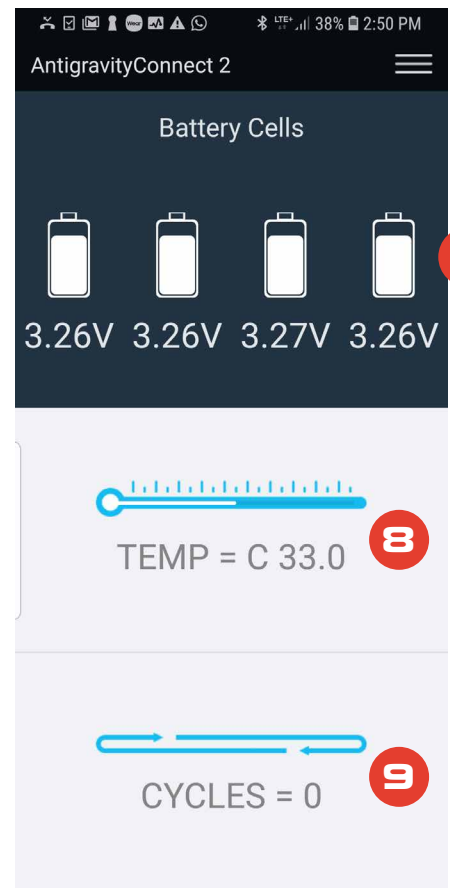 LTE+ 38% 2:50 PM
AntigravityConnect 2
Battery Cells
3.26V 3.26V 3.27V 3.26V
TEMP = C 33.0
8
CYCLES = 0
9